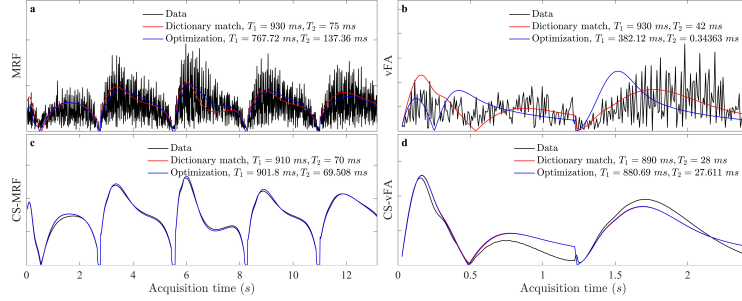 a
Data
Dictionary match, T₁ = 930 ms, T₂ = 75 ms
Optimization, T₁ = 767.72 ms, T₂ = 137.36 ms
MRF
b
Data
Dictionary match, T₁ = 930 ms, T₂ = 42 ms
Optimization, T₁ = 382.12 ms, T₂ = 0.34363 ms
vFA
c
Data
Dictionary match, T₁ = 910 ms, T₂ = 70 ms
Optimization, T₁ = 901.8 ms, T₂ = 69.508 ms
CS-MRF
0 2 4 6 8 10 12
Acquisition time (s)
d
Data
Dictionary match, T₁ = 890 ms, T₂ = 28 ms
Optimization, T₁ = 880.69 ms, T₂ = 27.611 ms
CS-vFA
0 0.5 1 1.5 2
Acquisition time (s)